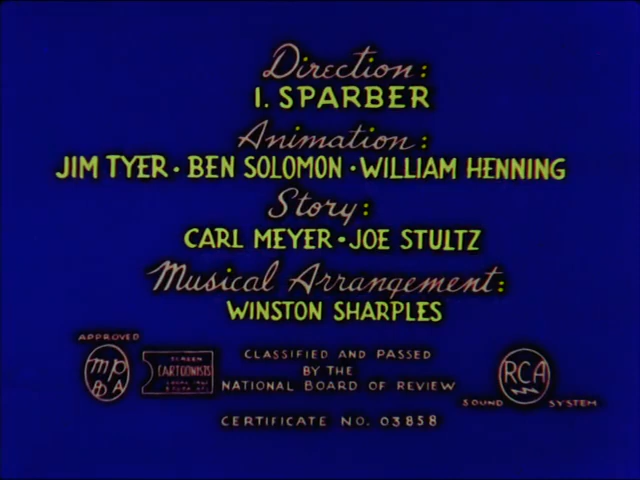 Direction:
I. SPARBER
Animation:
JIM TYER · BEN SOLOMON · WILLIAM HENNING
Story:
CARL MEYER · JOE STULTZ
Musical Arrangement:
WINSTON SHARPLES
APPROVED
MPPDA
SCREEN
CARTOONISTS
CLASSIFIED AND PASSED
BY THE
NATIONAL BOARD OF REVIEW
RCA
SOUND SYSTEM
CERTIFICATE NO. 03858